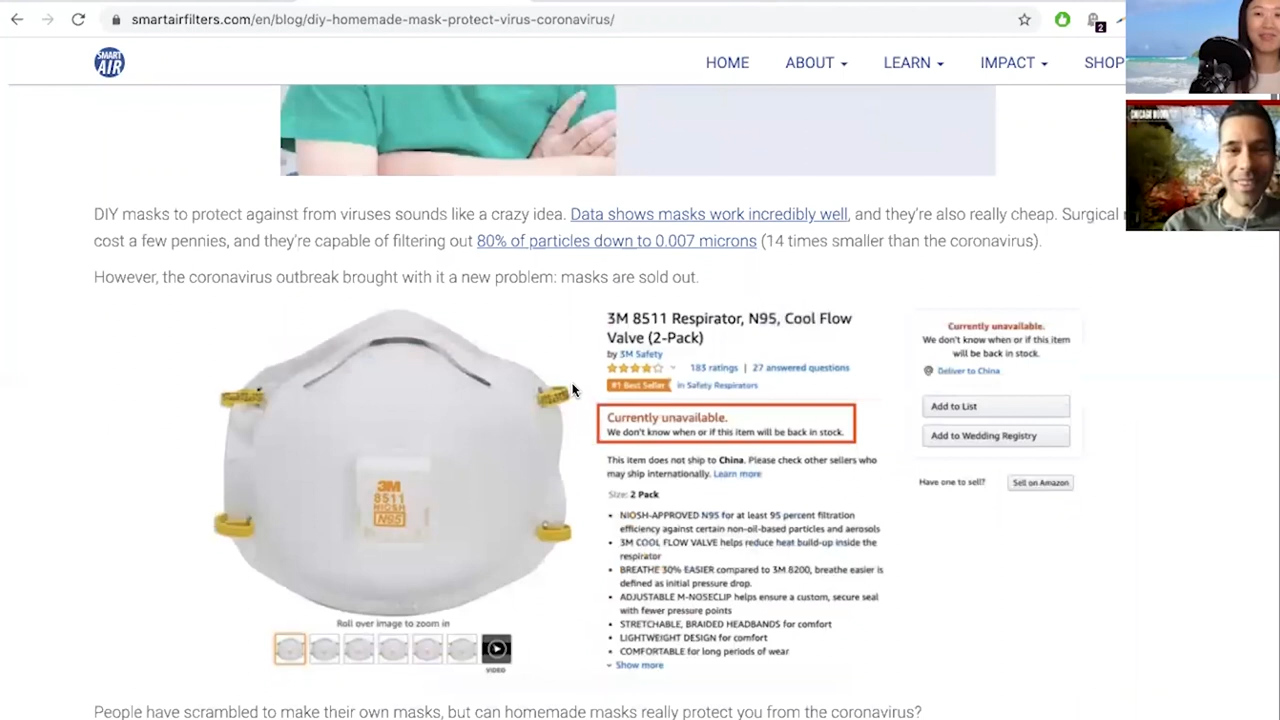 smartairfilters.com/en/blog/diy-homemade-mask-protect-virus-coronavirus/
2
SMART
AIR
HOME ABOUT LEARN IMPACT SHOP
DIY masks to protect against from viruses sounds like a crazy idea. Data shows masks work incredibly well, and they're also really cheap. Surgical
cost a few pennies, and they're capable of filtering out 80% of particles down to 0.007 microns (14 times smaller than the coronavirus).
However, the coronavirus outbreak brought with it a new problem: masks are sold out.
3M
8511
NIOSH
N95
Roll over image to zoom in
VIDEO
3M 8511 Respirator, N95, Cool Flow
Valve (2-Pack)
by 3M Safety
183 ratings | 27 answered questions
#1 Best Seller in Safety Respirators
Currently unavailable.
We don't know when or if this item will be back in stock.
This item does not ship to China. Please check other sellers who
may ship internationally. Learn more
Size: 2 Pack
• NIOSH-APPROVED N95 for at least 95 percent filtration
efficiency against certain non-oil-based particles and aerosols
• 3M COOL FLOW VALVE helps reduce heat build-up inside the
respirator
• BREATHE 30% EASIER compared to 3M 8200, breathe easier is
defined as initial pressure drop.
• ADJUSTABLE M-NOSECLIP helps ensure a custom, secure seal
with fewer pressure points
• STRETCHABLE, BRAIDED HEADBANDS for comfort
• LIGHTWEIGHT DESIGN for comfort
• COMFORTABLE for long periods of wear
Show more
Currently unavailable.
We don't know when or if this item
will be back in stock.
Deliver to China
Add to List
Add to Wedding Registry
Have one to sell? Sell on Amazon
People have scrambled to make their own masks, but can homemade masks really protect you from the coronavirus?